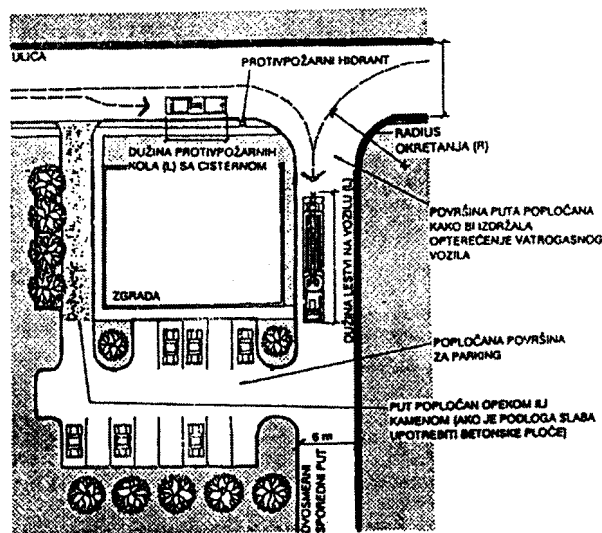 ULICA
PROTIVPOŽARNI HIDRANT
DUŽINA PROTIVPOŽARNIH
KOLA (L) SA CISTERNOM
RADIUS
OKRETANJA (R)
DUŽINA LESTVI NA VOZILU (L)
POVRŠINA PUTA POPLOČANA
KAKO BI IZDRŽALA
OPTEREĆENJE VATROGASNOG
VOZILA
ZGRADA
POPLOČANA POVRŠINA
ZA PARKING
PUT POPLOČAN OPEKOM ILI
KAMENOM (AKO JE PODLOGA SLABA
UPOTREBITI BETONSKE PLOČE)
6 m
DVOSMERNI
SPOREDNI PUT